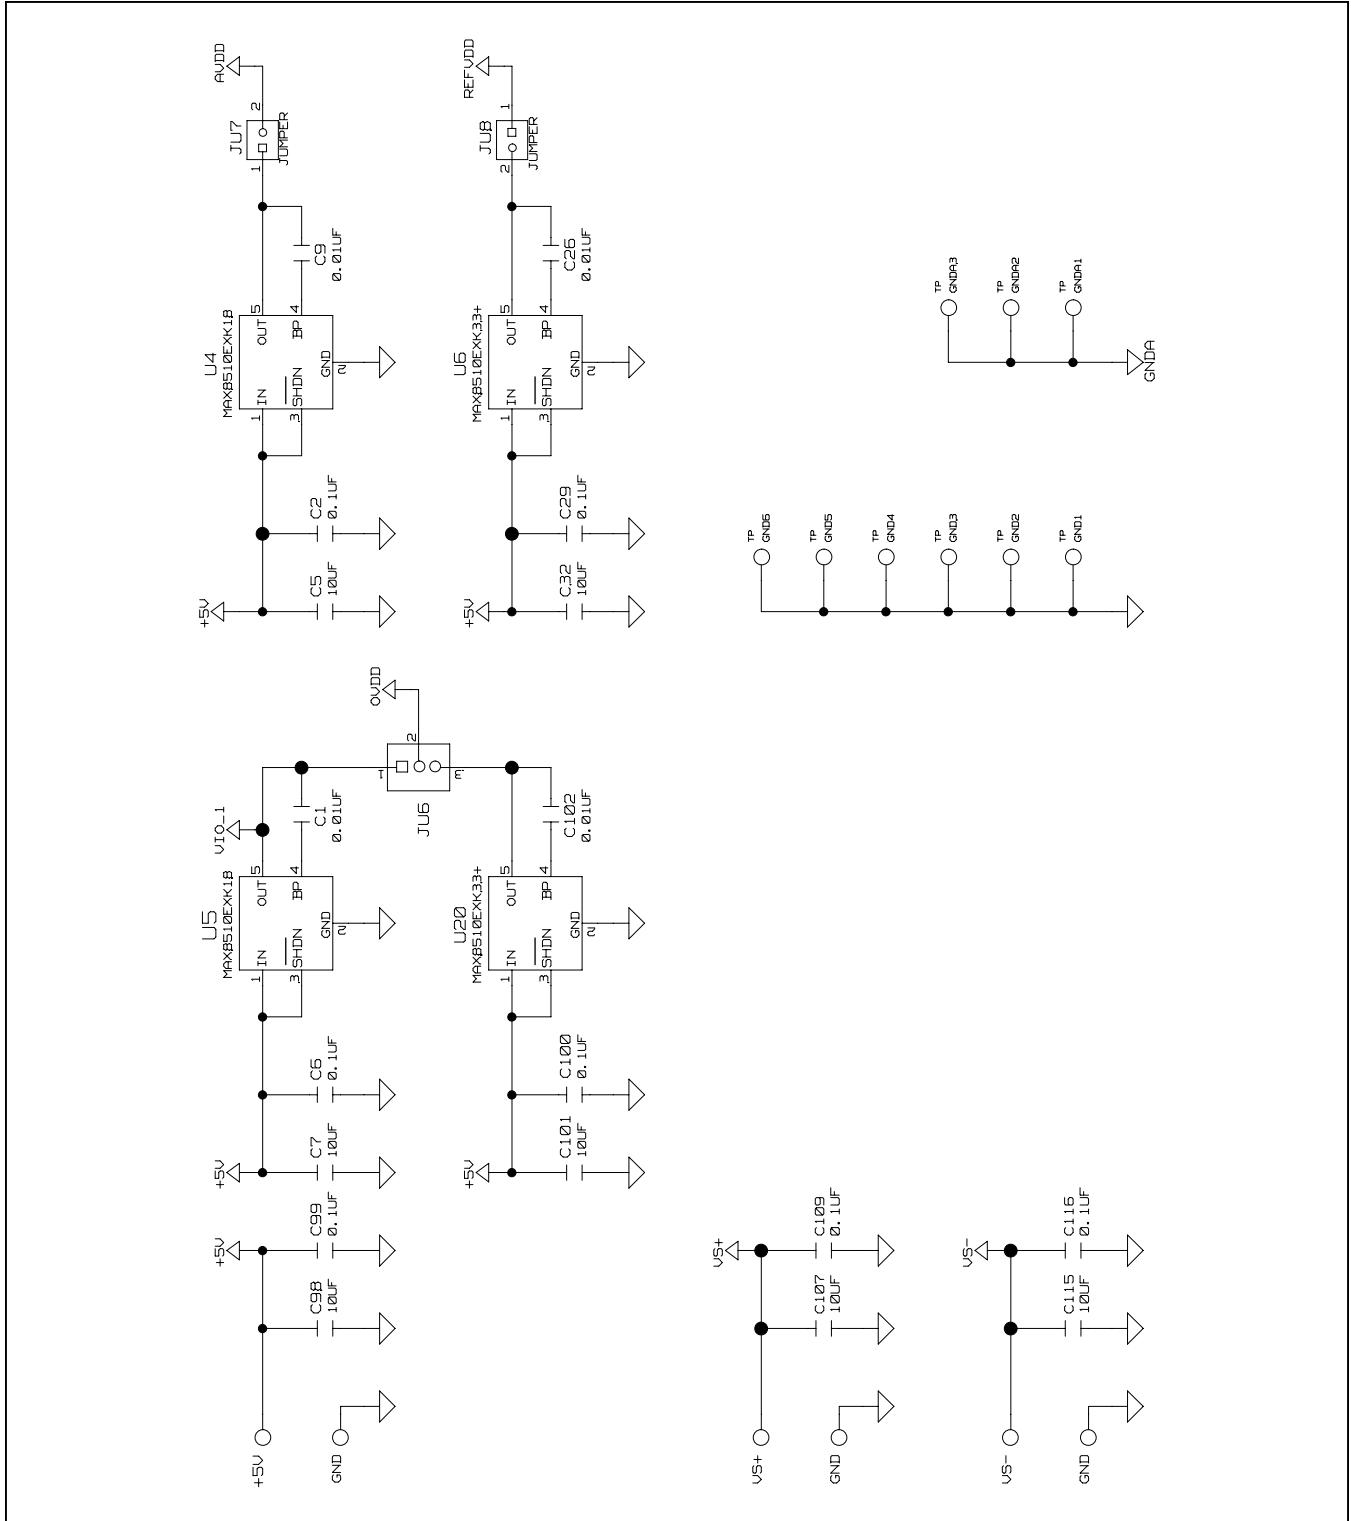 +5V
GND
C98
10UF
C99
0.1UF
+5V
+5V
C7
10UF
C6
0.1UF
U5
MAX8510EXK18
1
IN
3
SHDN
GND
2
OUT
5
BP
4
VIO_1
C1
0.01UF
1
2
3
JU6
OVDD
+5V
C101
10UF
C100
0.1UF
U20
MAX8510EXK33+
1
IN
3
SHDN
GND
2
OUT
5
BP
4
C102
0.01UF
+5V
C5
10UF
C2
0.1UF
U4
MAX8510EXK18
1
IN
3
SHDN
GND
2
OUT
5
BP
4
C9
0.01UF
1
2
JU7
JUMPER
AVDD
+5V
C32
10UF
C29
0.1UF
U6
MAX8510EXK33+
1
IN
3
SHDN
GND
2
OUT
5
BP
4
C26
0.01UF
2
1
JU8
JUMPER
REFVDD
VS+
GND
C107
10UF
C109
0.1UF
VS+
VS-
GND
C115
10UF
C116
0.1UF
VS-
TP
GND6
TP
GND5
TP
GND4
TP
GND3
TP
GND2
TP
GND1
TP
GNDA3
TP
GNDA2
TP
GNDA1
GNDA